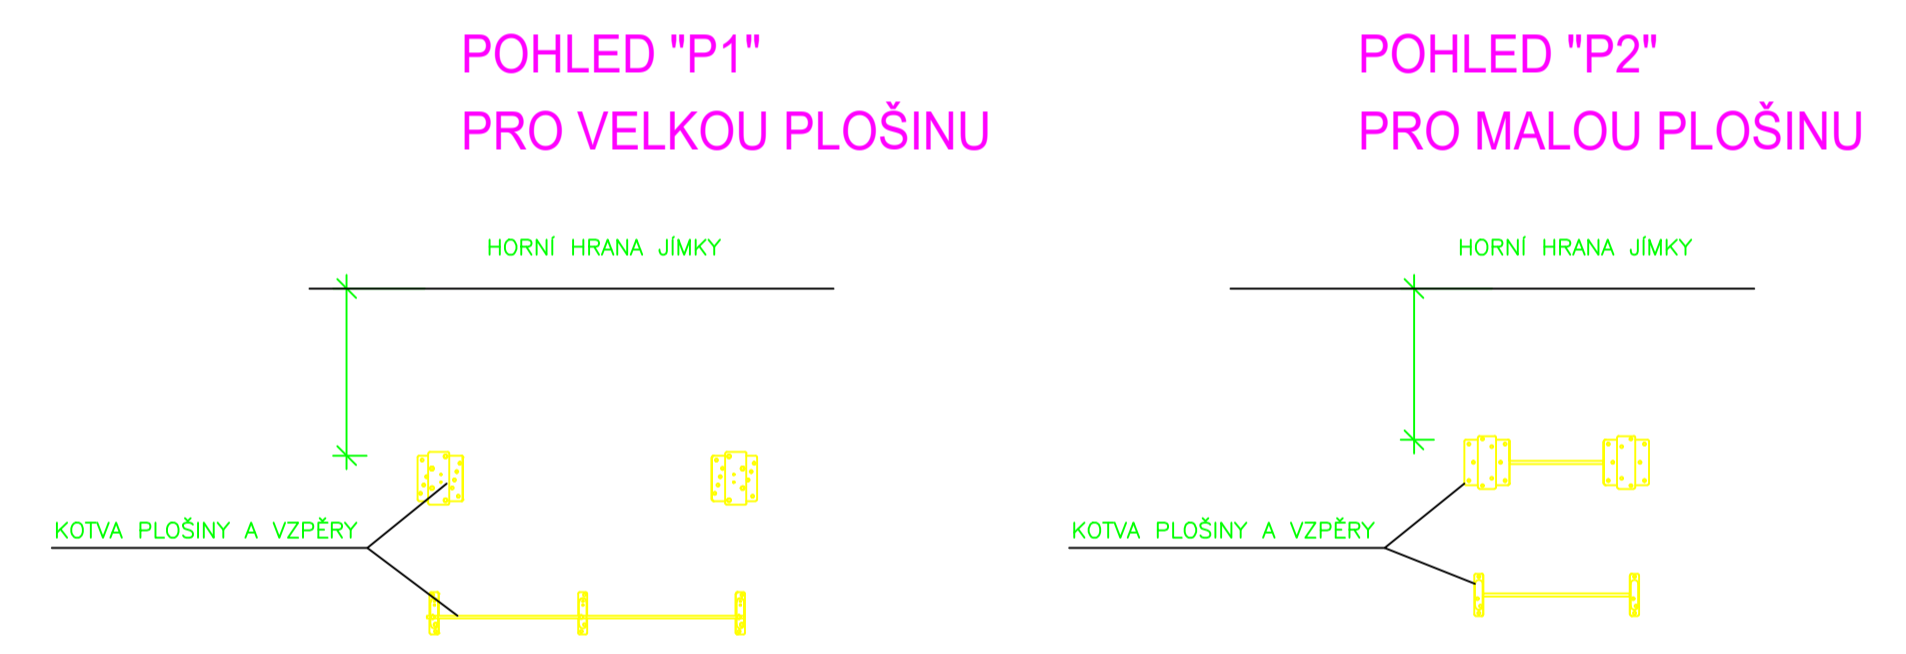 POHLED "P1"
PRO VELKOU PLOŠINU
HORNÍ HRANA JÍMKY
KOTVA PLOŠINY A VZPĚRY
POHLED "P2"
PRO MALOU PLOŠINU
HORNÍ HRANA JÍMKY
KOTVA PLOŠINY A VZPĚRY